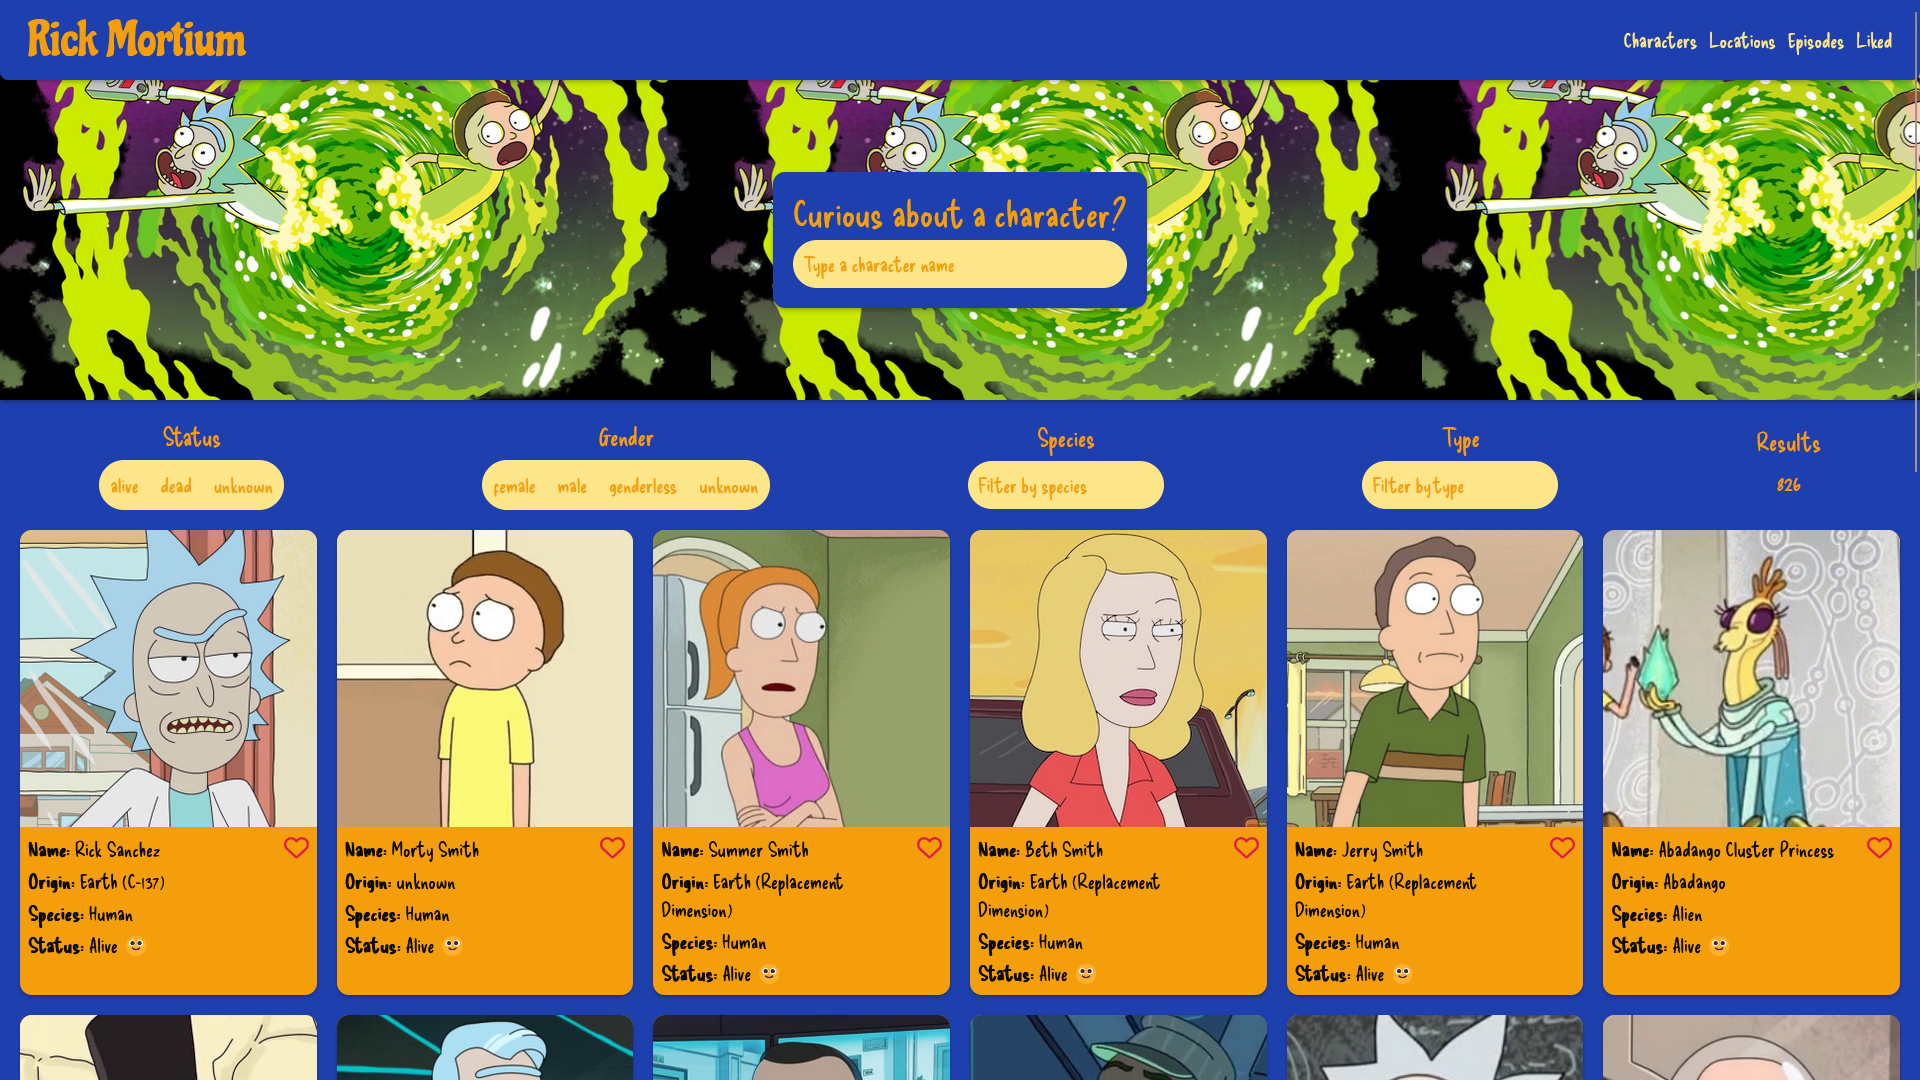 Rick Mortium
Characters Locations Episodes Liked
Curious about a character?
Type a character name
Status
alive dead unknown
Gender
female male genderless unknown
Species
Filter by species
Type
Filter by type
Results
826
Name: Rick Sanchez
Origin: Earth (C-137)
Species: Human
Status: Alive
Name: Morty Smith
Origin: unknown
Species: Human
Status: Alive
Name: Summer Smith
Origin: Earth (Replacement
Dimension)
Species: Human
Status: Alive
Name: Beth Smith
Origin: Earth (Replacement
Dimension)
Species: Human
Status: Alive
Name: Jerry Smith
Origin: Earth (Replacement
Dimension)
Species: Human
Status: Alive
Name: Abadango Cluster Princess
Origin: Abadango
Species: Alien
Status: Alive